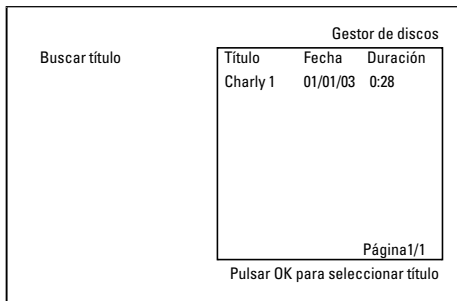 Gestor de discos
Buscar título
Título Fecha Duración
Charly 1 01/01/03 0:28
Página1/1
Pulsar OK para seleccionar título